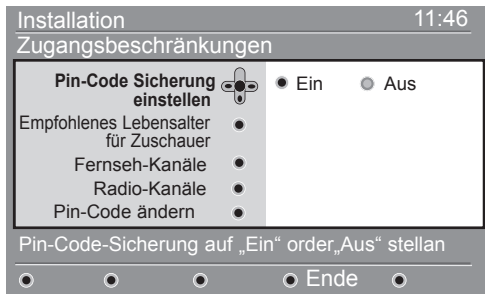 Installation 11:46
Zugangsbeschränkungen
Pin-Code Sicherung
einstellen
Ein Aus
Empfohlenes Lebensalter
für Zuschauer
Fernseh-Kanäle
Radio-Kanäle
Pin-Code ändern
Pin-Code-Sicherung auf „Ein“ order„Aus“ stellan
Ende